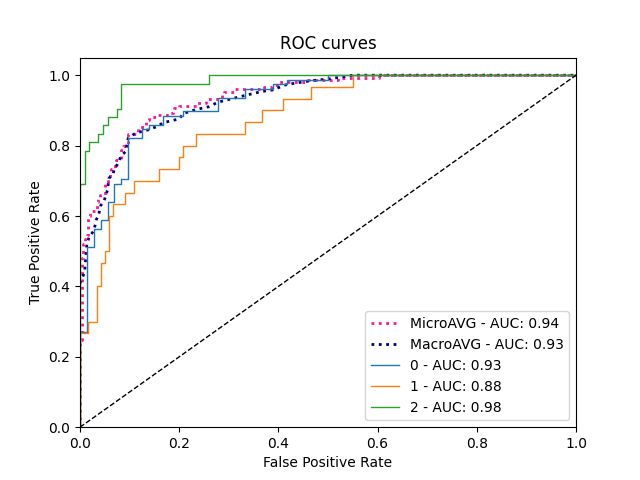 ROC curves
True Positive Rate
1.0
0.8
0.6
0.4
0.2
0.0
0.0 0.2 0.4 0.6 0.8 1.0
False Positive Rate
MicroAVG - AUC: 0.94
MacroAVG - AUC: 0.93
0 - AUC: 0.93
1 - AUC: 0.88
2 - AUC: 0.98